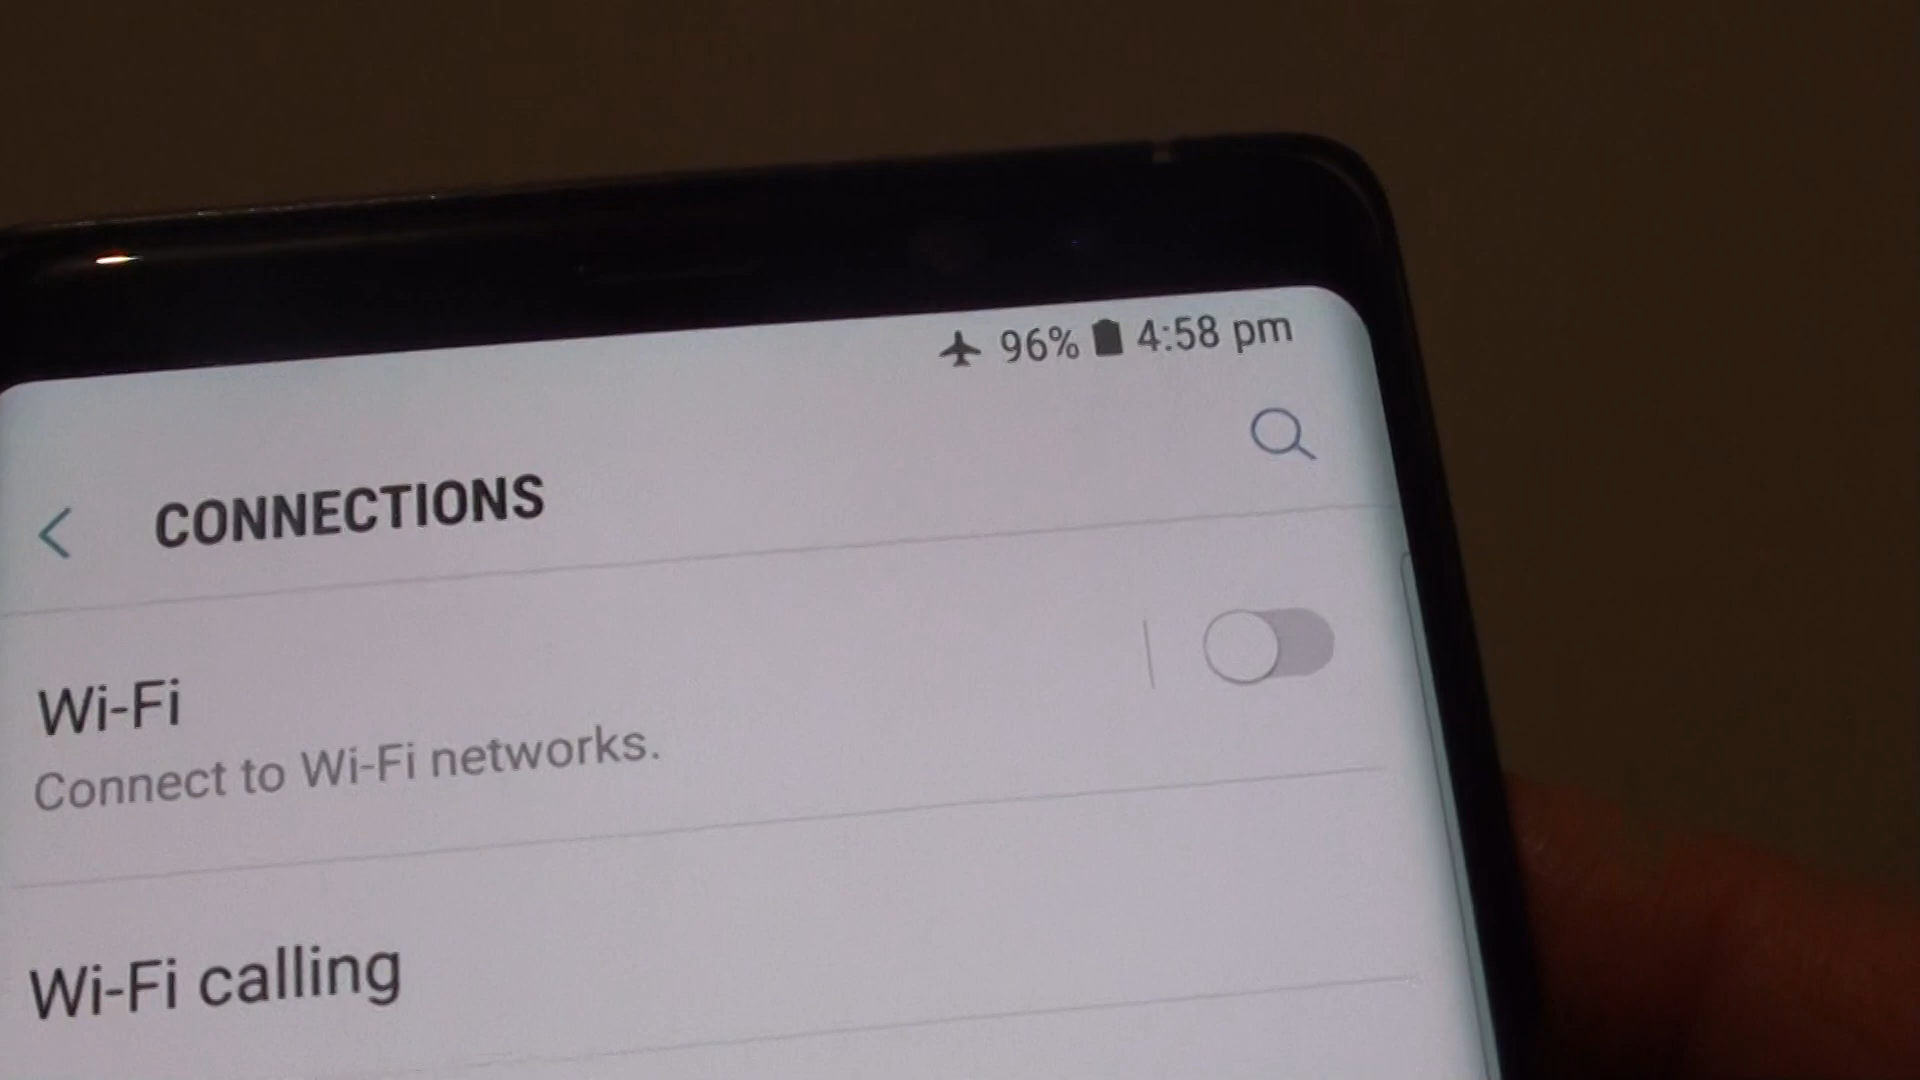 96% 4:58 pm
CONNECTIONS
Wi-Fi
Connect to Wi-Fi networks.
Wi-Fi calling